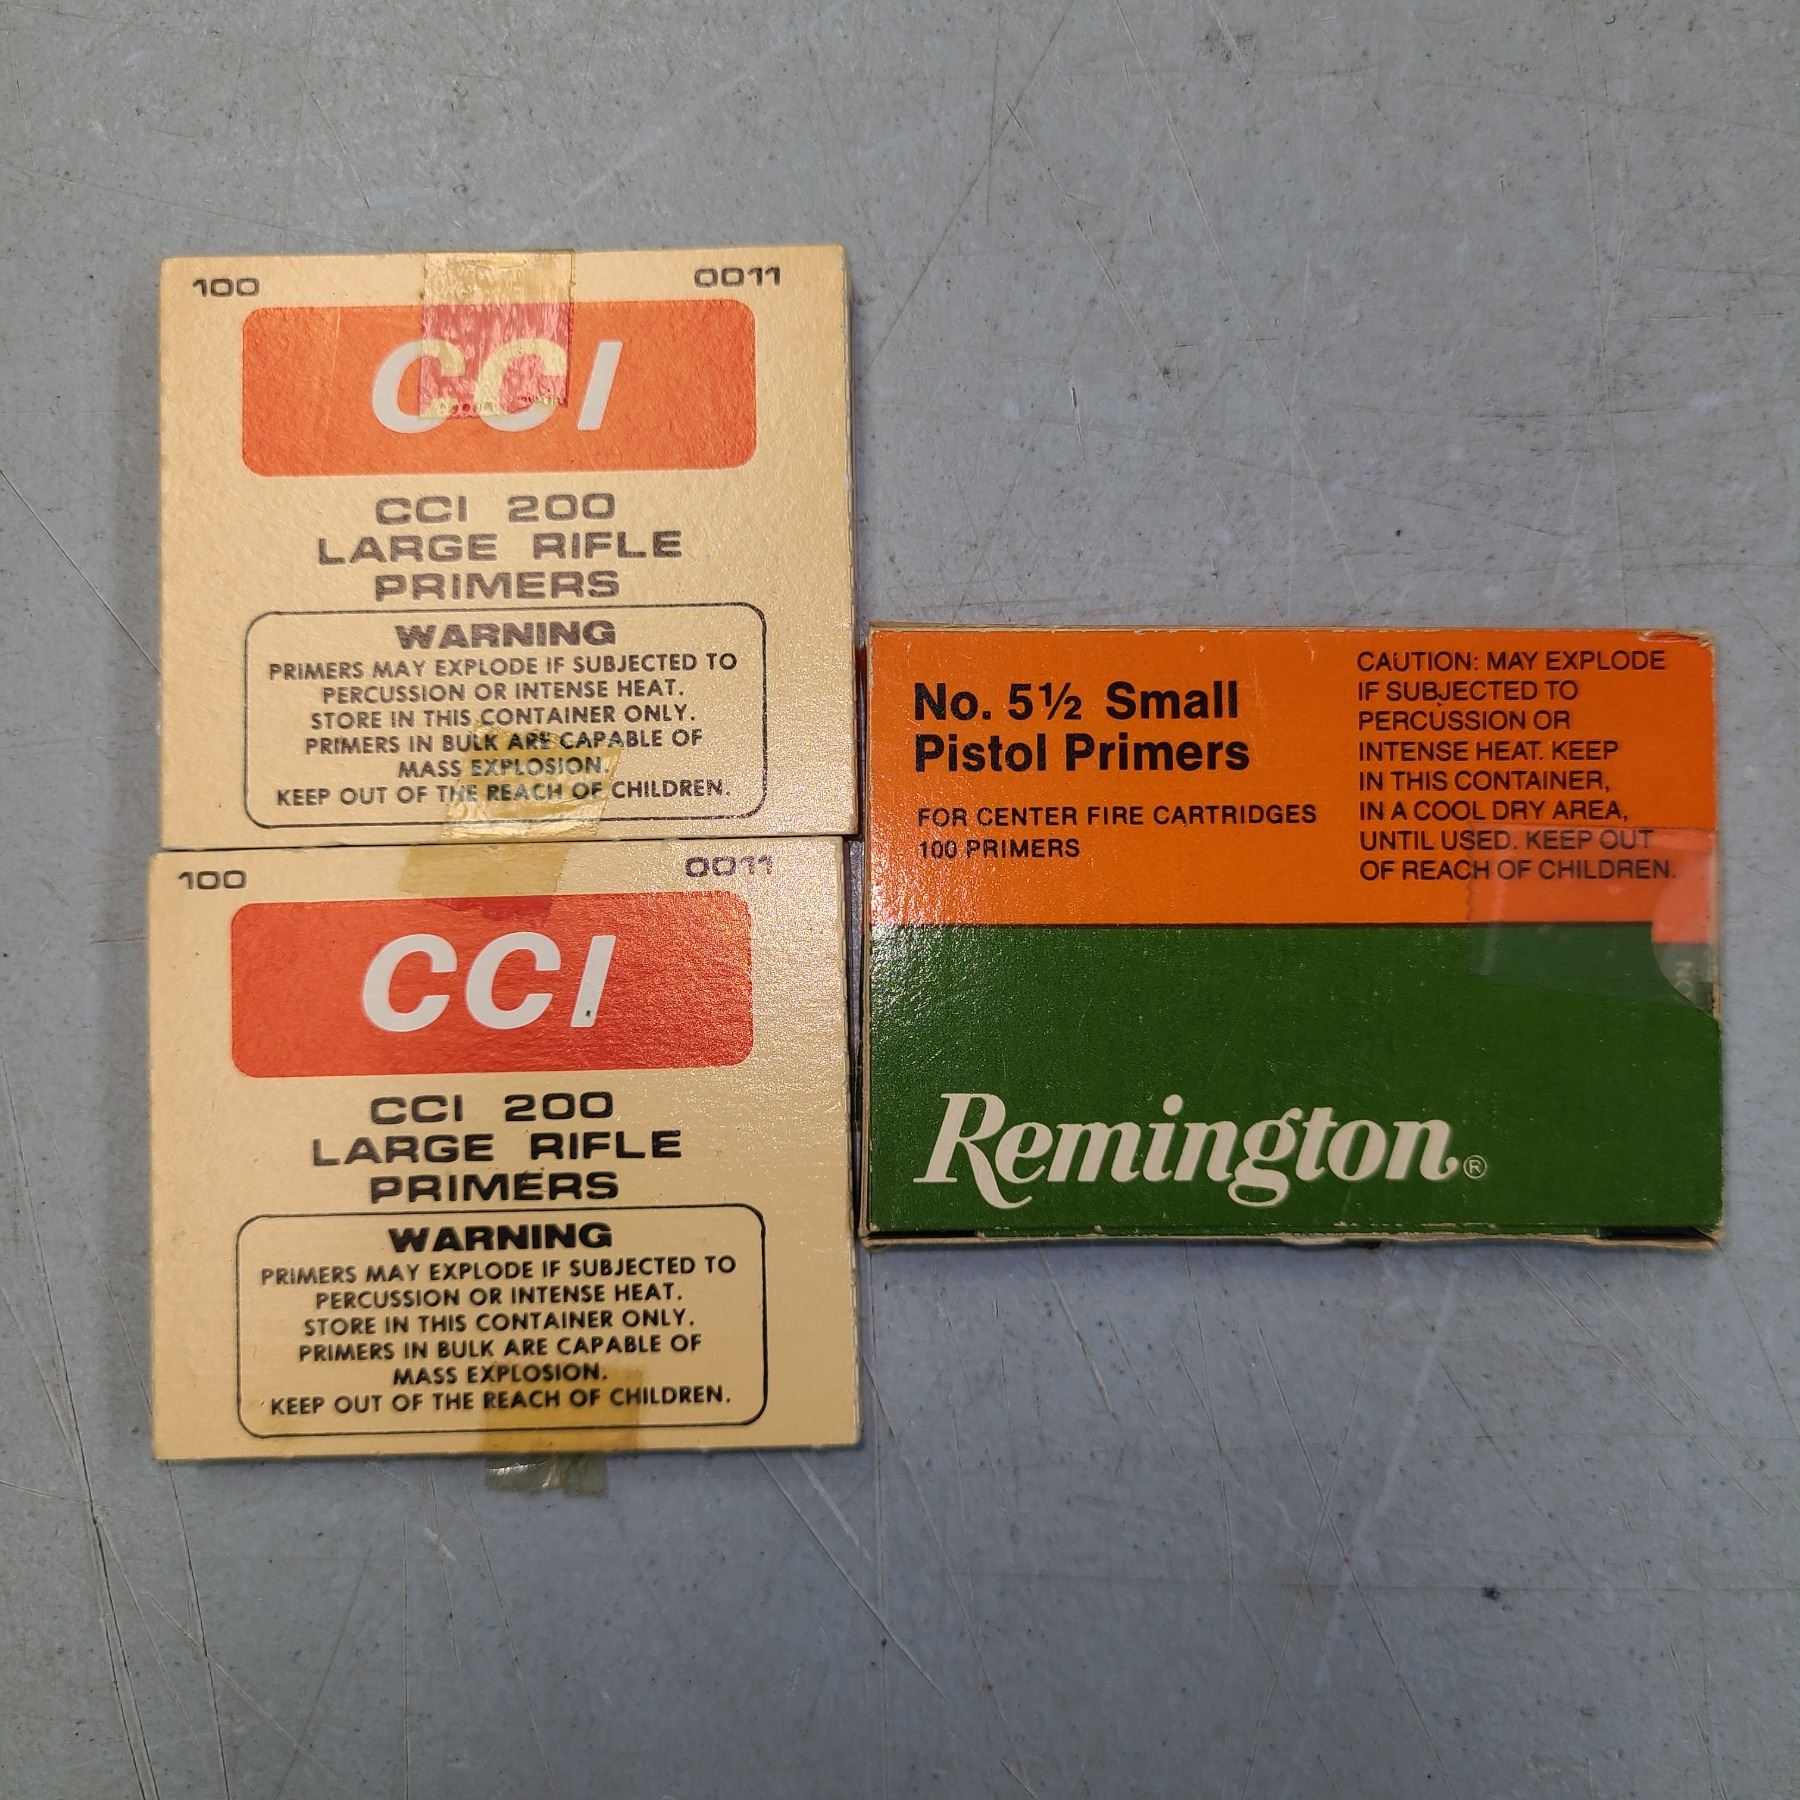 100 0011
CCI
CCI 200
LARGE RIFLE
PRIMERS
WARNING
PRIMERS MAY EXPLODE IF SUBJECTED TO
PERCUSSION OR INTENSE HEAT.
STORE IN THIS CONTAINER ONLY.
PRIMERS IN BULK ARE CAPABLE OF
MASS EXPLOSION.
KEEP OUT OF THE REACH OF CHILDREN.
100 0011
CCI
CCI 200
LARGE RIFLE
PRIMERS
WARNING
PRIMERS MAY EXPLODE IF SUBJECTED TO
PERCUSSION OR INTENSE HEAT.
STORE IN THIS CONTAINER ONLY.
PRIMERS IN BULK ARE CAPABLE OF
MASS EXPLOSION.
KEEP OUT OF THE REACH OF CHILDREN.
No. 5½ Small
Pistol Primers
FOR CENTER FIRE CARTRIDGES
100 PRIMERS
CAUTION: MAY EXPLODE
IF SUBJECTED TO
PERCUSSION OR
INTENSE HEAT. KEEP
IN THIS CONTAINER,
IN A COOL DRY AREA,
UNTIL USED. KEEP OUT
OF REACH OF CHILDREN.
Remington®